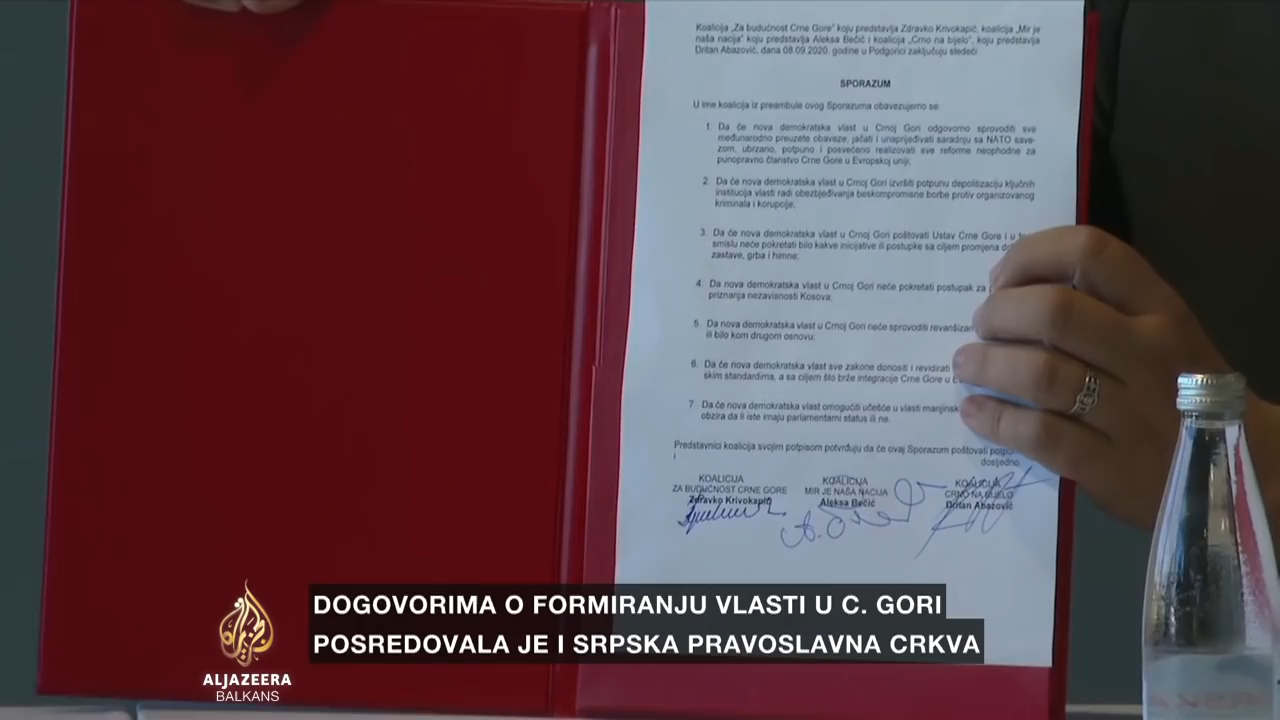 Koalicija „Za budućnost Crne Gore" koju predstavlja Zdravko Krivokapić, koalicija „Mir je
naša nacija" koju predstavlja Aleksa Bečić i koalicija „Crno na bijelo", koju predstavlja
Dritan Abazović, dana 08.09.2020. godine u Podgorici zaključuju sledeći
SPORAZUM
U ime koalicija iz preambule ovog Sporazuma obavezujemo se:
1. Da će nova demokratska vlast u Crnoj Gori odgovorno sprovoditi sve
međunarodno preuzete obaveze, jačati i unaprijeđivati saradnju sa NATO save-
zom, ubrzano, potpuno i posvećeno realizovati sve reforme neophodne za
punopravno članstvo Crne Gore u Evropskoj uniji;
2. Da će nova demokratska vlast u Crnoj Gori izvršiti potpunu depolitizaciju ključnih
institucija vlasti radi obezbjeđivanja beskompromisne borbe protiv organizovanog
kriminala i korupcije;
3. Da će nova demokratska vlast u Crnoj Gori poštovati Ustav Crne Gore i u
smislu neće pokretati bilo kakve inicijative ili postupke sa ciljem promjena
zastave, grba i himne;
4. Da nova demokratska vlast u Crnoj Gori neće pokretati postupak za
priznanja nezavisnosti Kosova;
5. Da nova demokratska vlast u Crnoj Gori neće sprovoditi revanšizam
ili bilo kom drugom osnovu;
6. Da će nova demokratska vlast sve zakone donositi i revidirati
skim standardima, a sa ciljem što brže integracije Crne Gore u
7. Da će nova demokratska vlast omogućiti učešće u vlasti
obzira da li iste imaju parlamentarni status ili ne.
Predstavnici koalicija svojim potpisom potvrđuju da će ovaj Sporazum poštovati
i dosljedno.
KOALICIJA KOALICIJA KOALICIJA
ZA BUDUĆNOST CRNE GORE MIR JE NAŠA NACIJA CRNO NA BIJELO
Zdravko Krivokapić Aleksa Bečić Dritan Abazović
DOGOVORIMA O FORMIRANJU VLASTI U C. GORI
POSREDOVALA JE I SRPSKA PRAVOSLAVNA CRKVA
ALJAZEERA
BALKANS